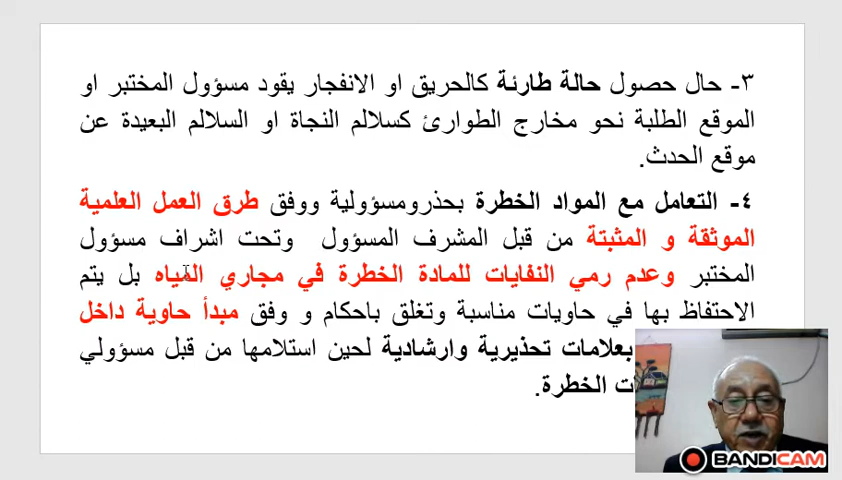 ٣- حال حصول حالة طارئة كالحريق او الانفجار يقود مسؤول المختبر او
الموقع الطلبة نحو مخارج الطوارئ كسلالم النجاة او السلالم البعيدة عن
موقع الحدث.
٤- التعامل مع المواد الخطرة بحذرومسؤولية ووفق طرق العمل العلمية
الموثقة و المثبتة من قبل المشرف المسؤول وتحت اشراف مسؤول
المختبر وعدم رمي النفايات للمادة الخطرة في مجاري المياه بل يتم
الاحتفاظ بها في حاويات مناسبة وتغلق باحكام و وفق مبدأ حاوية داخل
بعلامات تحذيرية وارشادية لحين استلامها من قبل مسؤولي
الخطرة.
BANDICAM